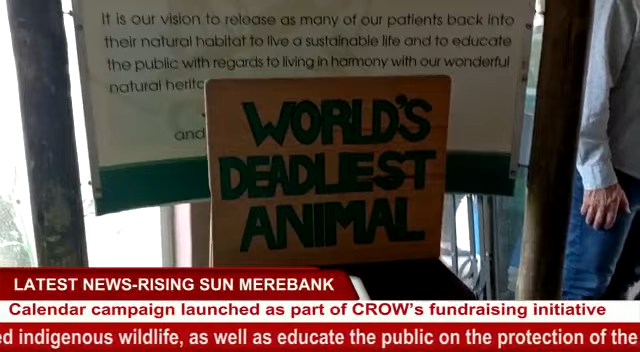 It is our vision to release as many of our patients back into
their natural habitat to live a sustainable life and to educate
the public with regards to living in harmony with our wonderful
natural
and
WORLD'S
DEADLIEST
ANIMAL
LATEST NEWS-RISING SUN MEREBANK
Calendar campaign launched as part of CROW's fundraising initiative
ed indigenous wildlife, as well as educate the public on the protection of the